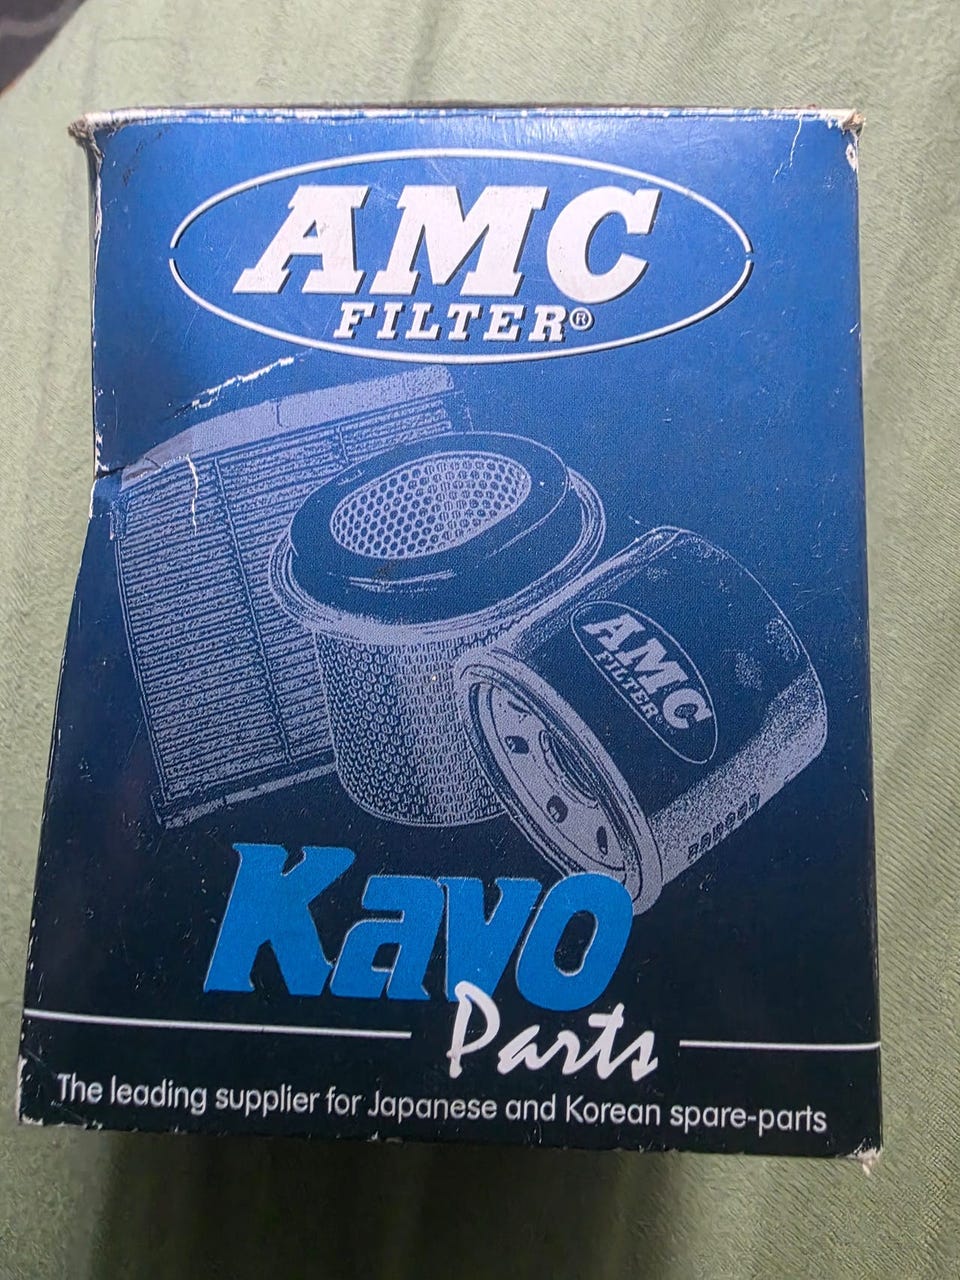 AMC
FILTER®
AMC
FILTER
Kavo
Parts
The leading supplier for Japanese and Korean spare-parts